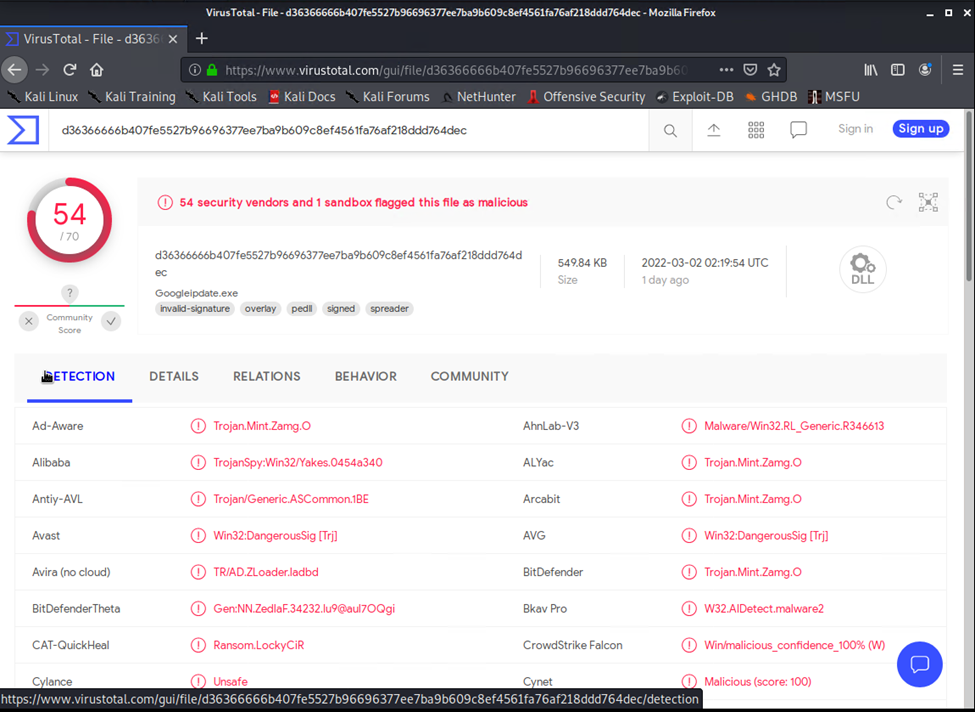 VirusTotal - File - d36366666b407fe5527b96696377ee7ba9b609c8ef4561fa76af218ddd764dec - Mozilla Firefox
VirusTotal - File - d3636
https://www.virustotal.com/gui/file/d36366666b407fe5527b96696377ee7ba9b60
Kali Linux Kali Training Kali Tools Kali Docs Kali Forums NetHunter Offensive Security Exploit-DB GHDB MSFU
d36366666b407fe5527b96696377ee7ba9b609c8ef4561fa76af218ddd764dec Sign in Sign up
54
/ 70
54 security vendors and 1 sandbox flagged this file as malicious
d36366666b407fe5527b96696377ee7ba9b609c8ef4561fa76af218ddd764d
ec
Googleipdate.exe
invalid-signature overlay pedll signed spreader
549.84 KB
Size
2022-03-02 02:19:54 UTC
1 day ago
DLL
?
Community
Score
DETECTION DETAILS RELATIONS BEHAVIOR COMMUNITY
Ad-Aware Trojan.Mint.Zamg.O AhnLab-V3 Malware/Win32.RL_Generic.R346613
Alibaba TrojanSpy:Win32/Yakes.0454a340 ALYac Trojan.Mint.Zamg.O
Antiy-AVL Trojan/Generic.ASCommon.1BE Arcabit Trojan.Mint.Zamg.O
Avast Win32:DangerousSig [Trj] AVG Win32:DangerousSig [Trj]
Avira (no cloud) TR/AD.ZLoader.ladbd BitDefender Trojan.Mint.Zamg.O
BitDefenderTheta Gen:NN.ZedlaF.34232.Iu9@aul7OQgi Bkav Pro W32.AIDetect.malware2
CAT-QuickHeal Ransom.LockyCiR CrowdStrike Falcon Win/malicious_confidence_100% (W)
Cylance Unsafe Cynet Malicious (score: 100)
https://www.virustotal.com/gui/file/d36366666b407fe5527b96696377ee7ba9b609c8ef4561fa76af218ddd764dec/detection